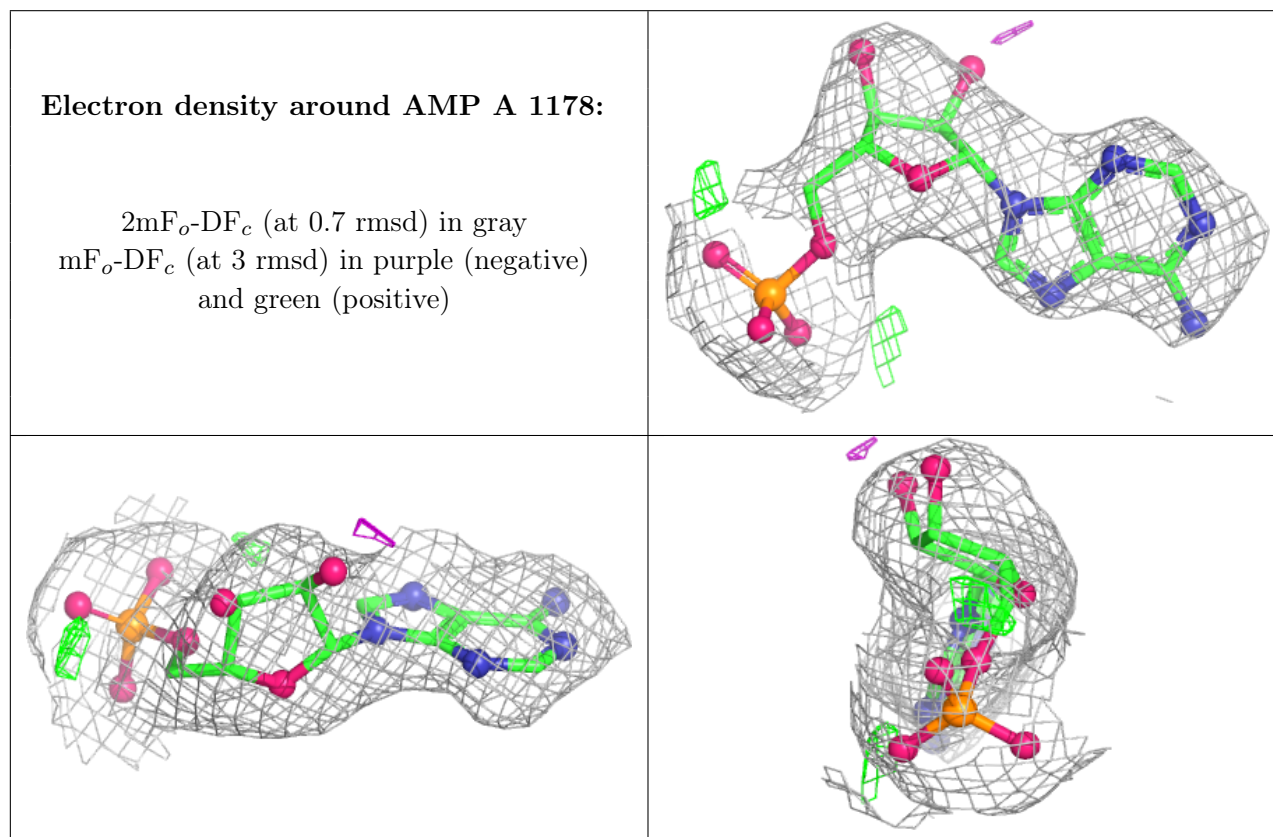 Electron density around AMP A 1178:
2mFo-DFc (at 0.7 rmsd) in gray
mFo-DFc (at 3 rmsd) in purple (negative)
and green (positive)